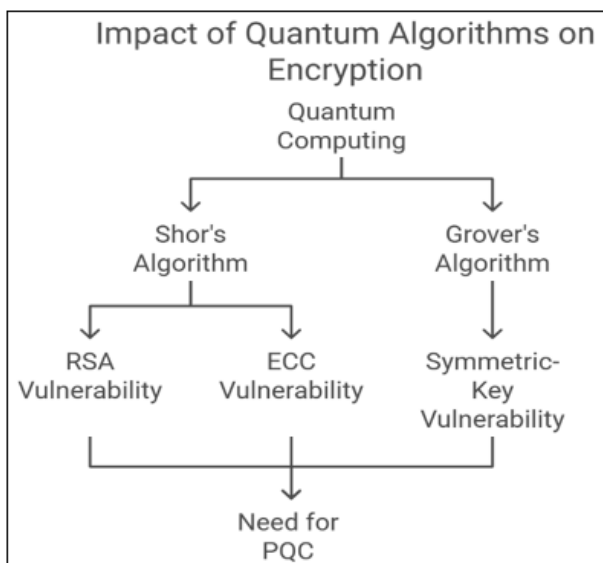 Impact of Quantum Algorithms on
Encryption
Quantum
Computing
Shor's
Algorithm
Grover's
Algorithm
RSA
Vulnerability
ECC
Vulnerability
Symmetric-
Key
Vulnerability
Need for
PQC